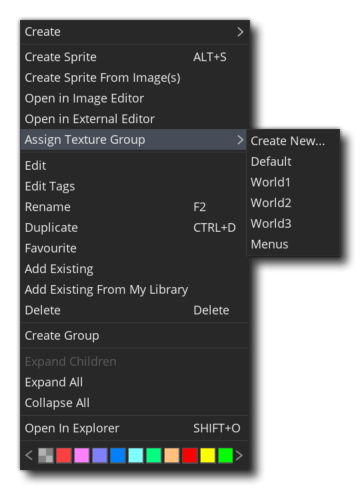 Create >
Create Sprite ALT+S
Create Sprite From Image(s)
Open in Image Editor
Open in External Editor
Assign Texture Group >
Create New...
Default
World1
World2
World3
Menus
Edit
Edit Tags
Rename F2
Duplicate CTRL+D
Favourite
Add Existing
Add Existing From My Library
Delete Delete
Create Group
Expand Children
Expand All
Collapse All
Open In Explorer SHIFT+O
< >